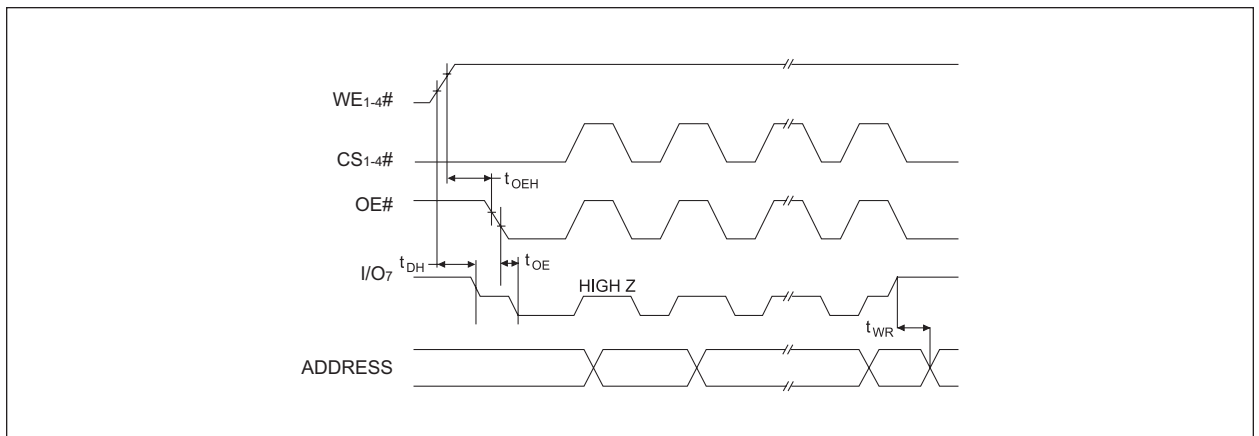 WE1-4#
CS1-4#
tOEH
OE#
tDH
tOE
I/O7
HIGH Z
tWR
ADDRESS